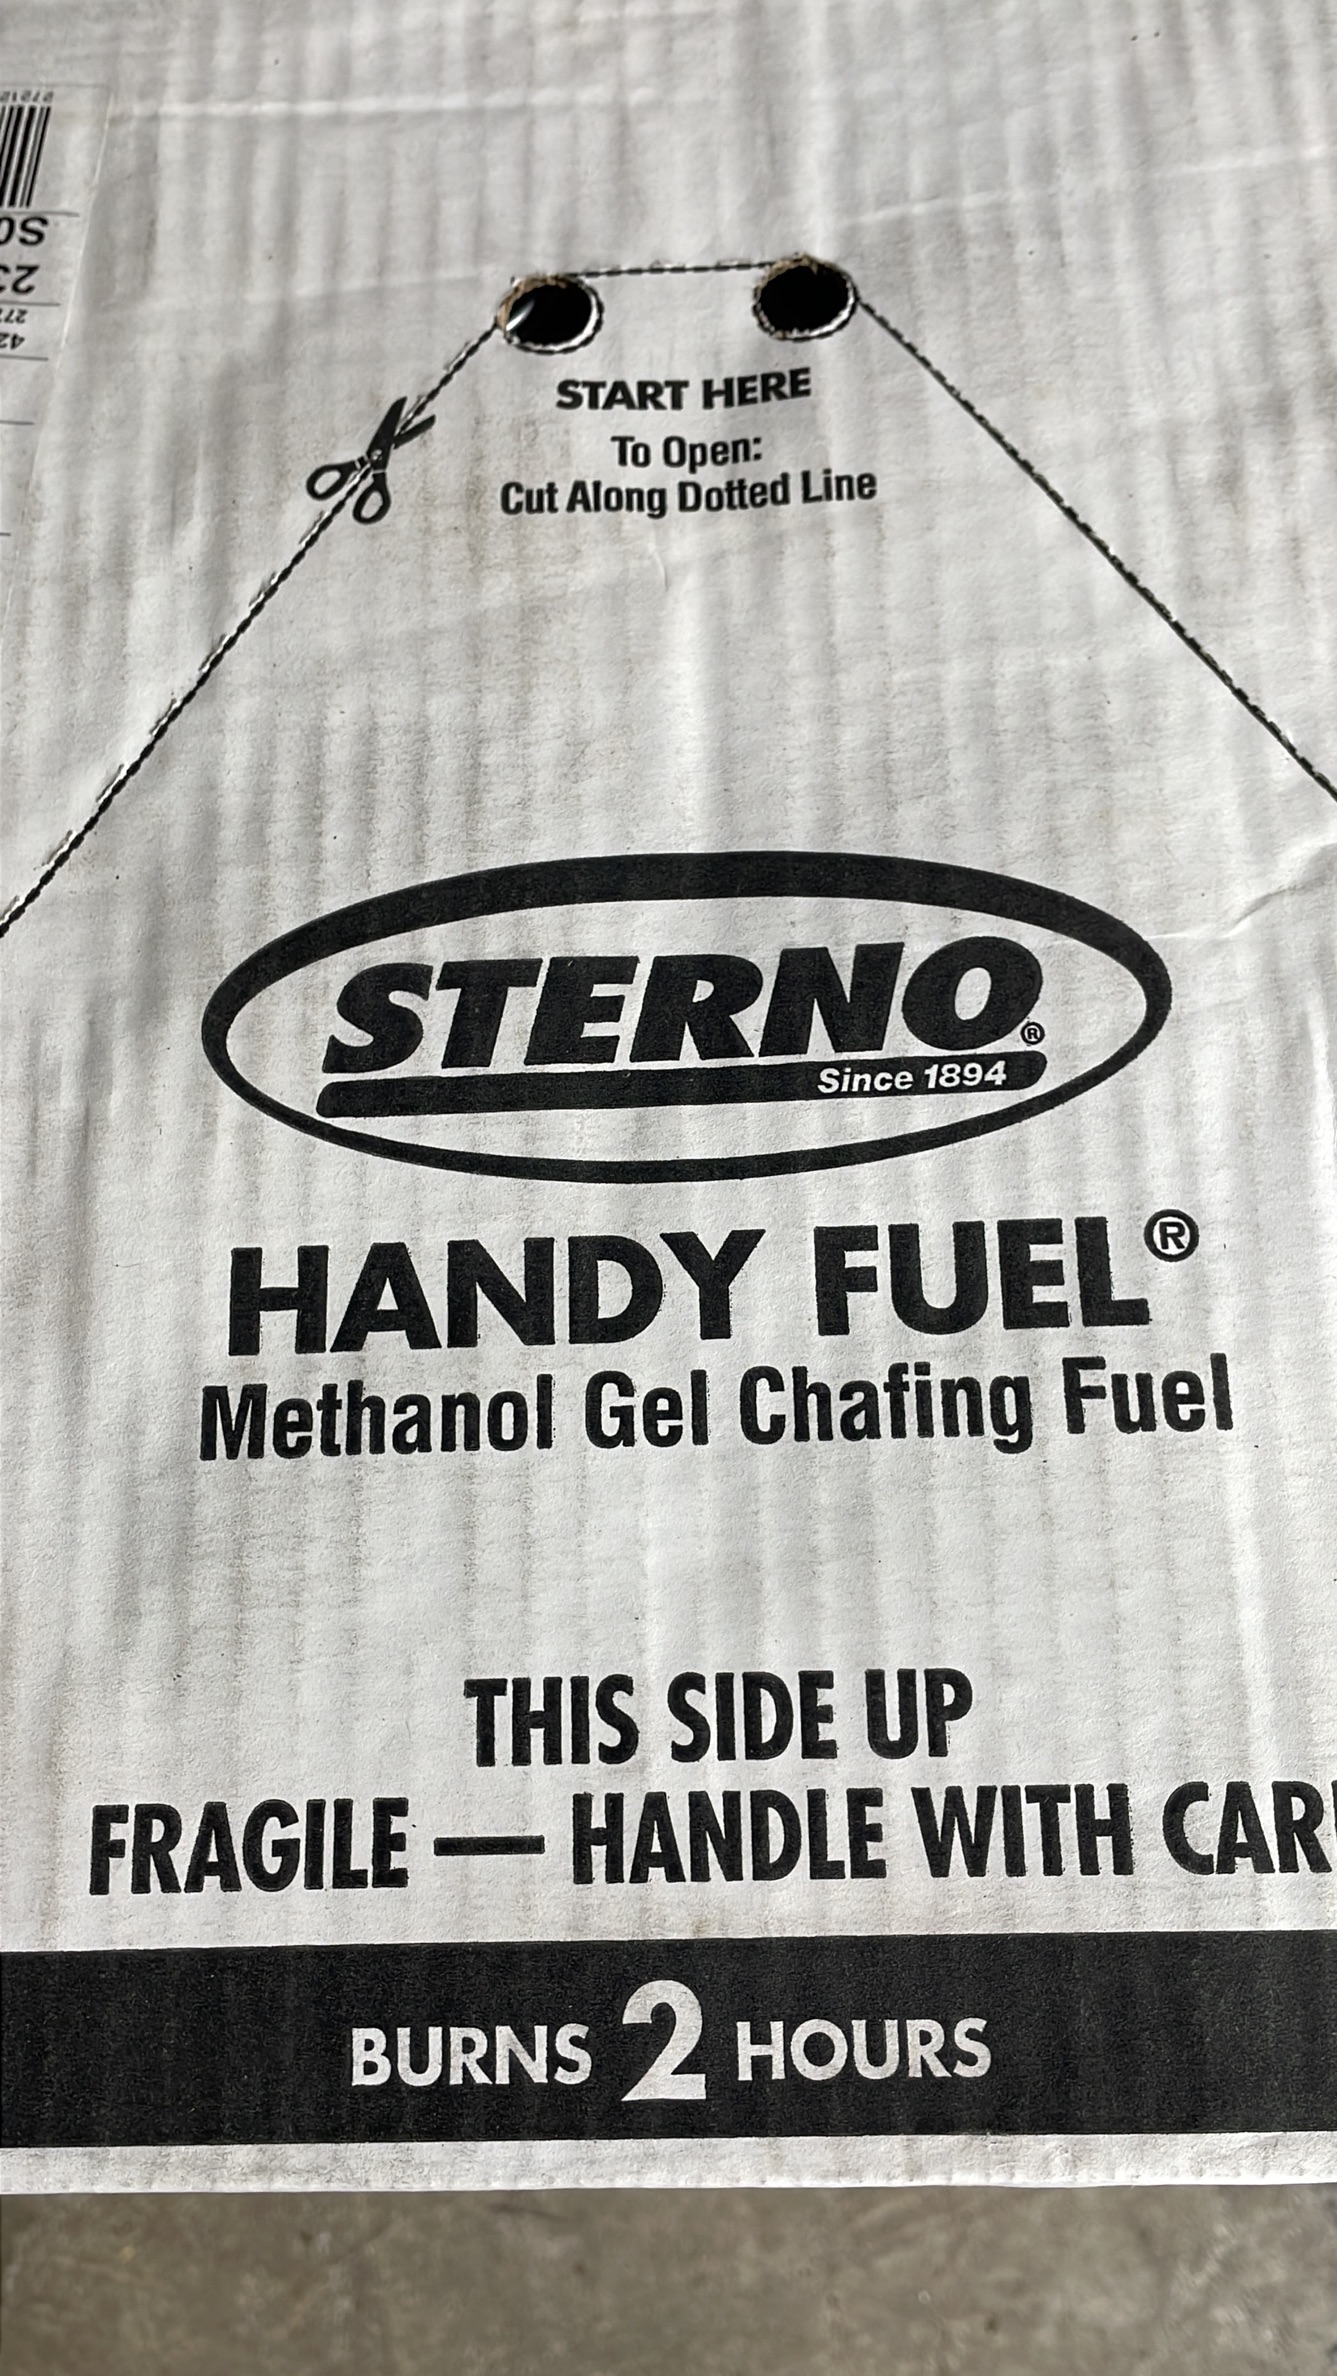 START HERE
To Open:
Cut Along Dotted Line
STERNO®
Since 1894
HANDY FUEL®
Methanol Gel Chafing Fuel
THIS SIDE UP
FRAGILE — HANDLE WITH
BURNS 2 HOURS